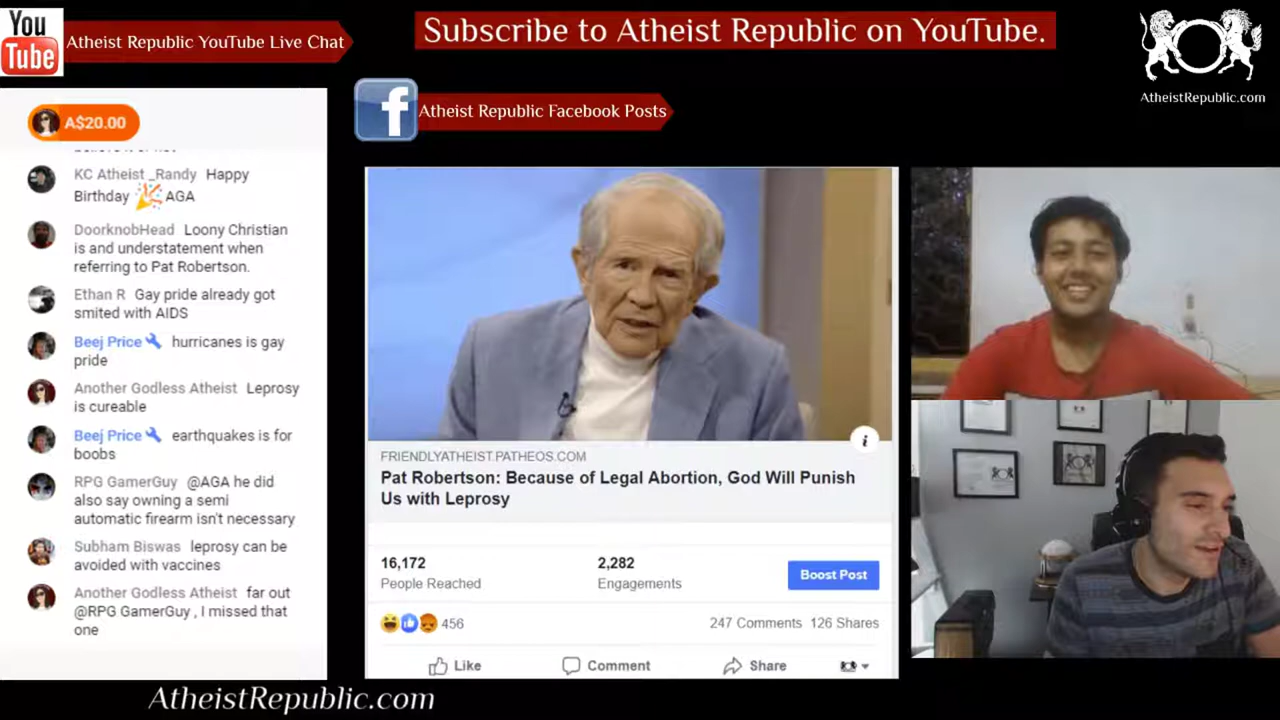 You
Tube
Atheist Republic YouTube Live Chat
Subscribe to Atheist Republic on YouTube.
AtheistRepublic.com
f
Atheist Republic Facebook Posts
A$20.00
KC Atheist _Randy Happy
Birthday 🎉 AGA
DoorknobHead Loony Christian
is and understatement when
referring to Pat Robertson.
Ethan R Gay pride already got
smited with AIDS
Beej Price hurricanes is gay
pride
Another Godless Atheist Leprosy
is cureable
Beej Price earthquakes is for
boobs
RPG GamerGuy @AGA he did
also say owning a semi
automatic firearm isn't necessary
Subham Biswas leprosy can be
avoided with vaccines
Another Godless Atheist far out
@RPG GamerGuy , I missed that
one
i
FRIENDLYATHEIST.PATHEOS.COM
Pat Robertson: Because of Legal Abortion, God Will Punish
Us with Leprosy
16,172
People Reached
2,282
Engagements
Boost Post
456
247 Comments 126 Shares
Like
Comment
Share
AtheistRepublic.com